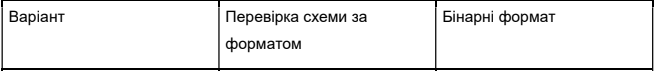 Варіант
Перевірка схеми за
форматом
Бінарні формат